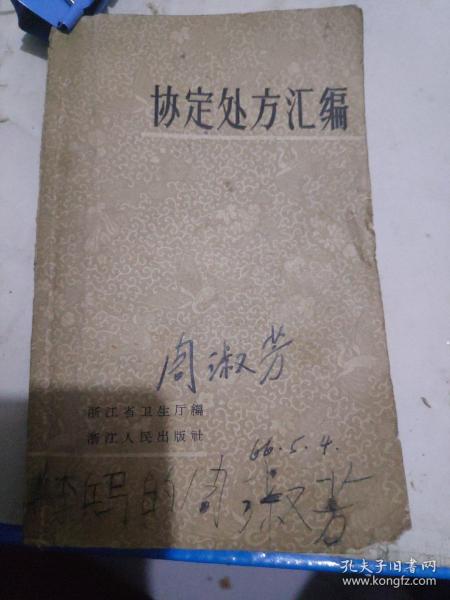 协定处方汇编
周淑芳
浙江省卫生厅编
浙江人民出版社
66.5.4.
的周淑芳
孔夫子旧书网
www.kongfz.com